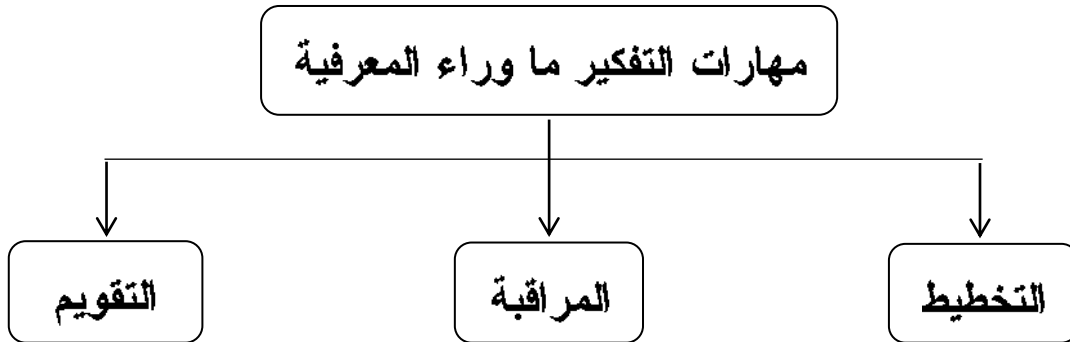 مهارات التفكير ما وراء المعرفية
التخطيط
المراقبة
التقويم